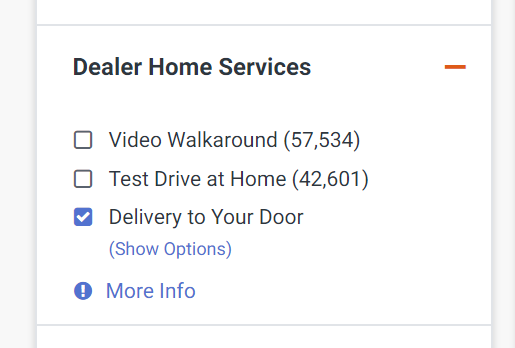 Dealer Home Services
Video Walkaround (57,534)
Test Drive at Home (42,601)
Delivery to Your Door
(Show Options)
More Info